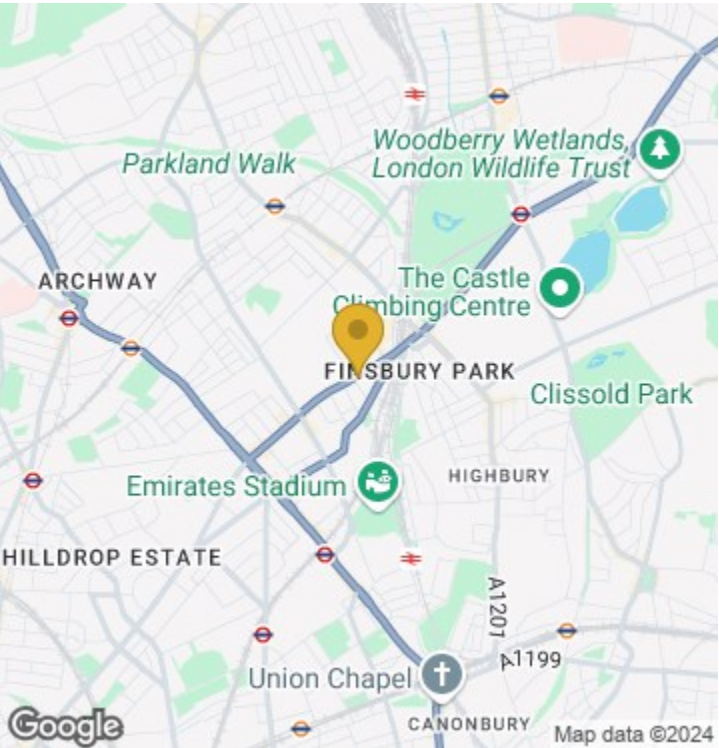 Woodberry Wetlands,
London Wildlife Trust
Parkland Walk
ARCHWAY
The Castle
Climbing Centre
FINSBURY PARK
Clissold Park
HIGHBURY
Emirates Stadium
HILLDROP ESTATE
A1201
A1199
Union Chapel
CANONBURY
Google
Map data ©2024